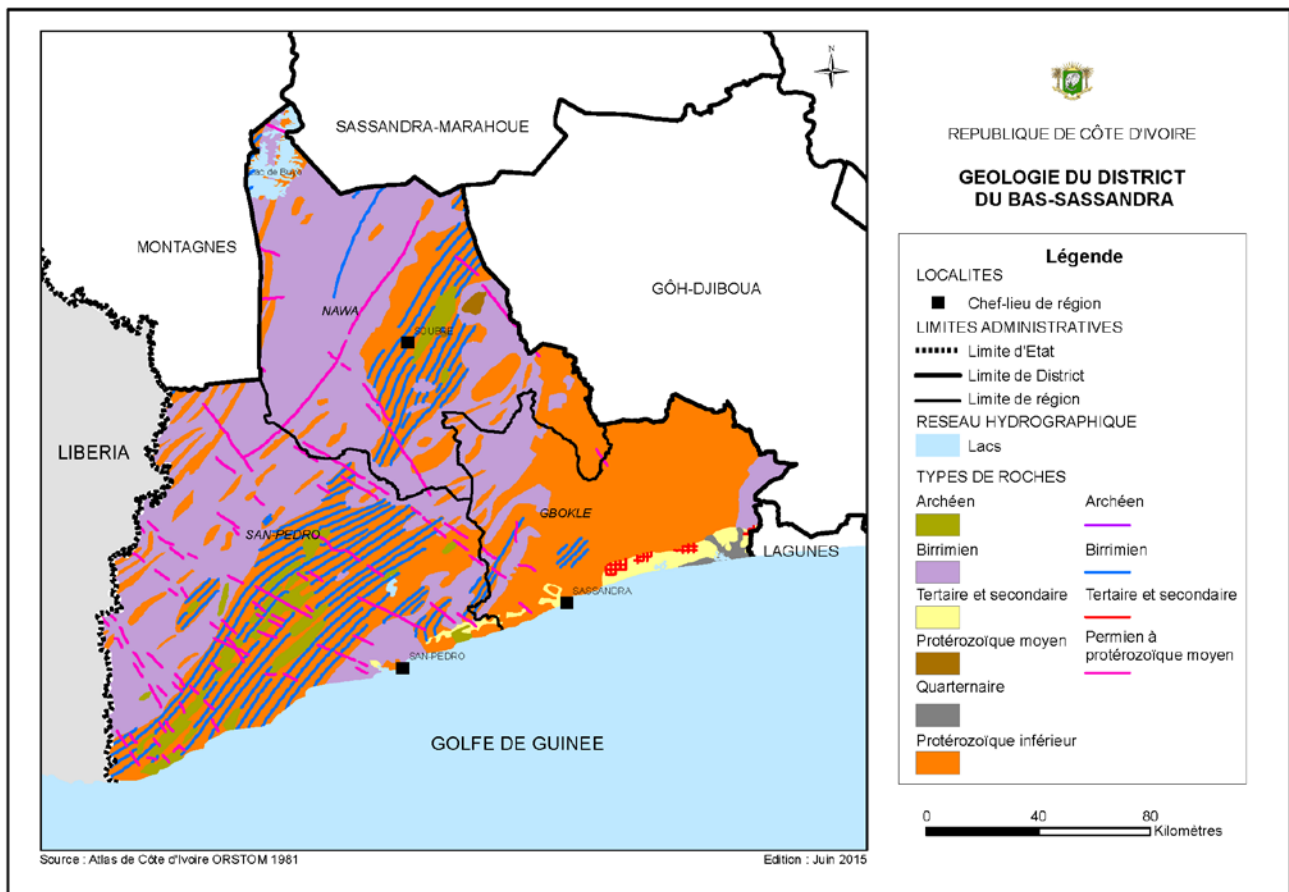 N
SASSANDRA-MARAHOUE
MONTAGNES
GÔH-DJIBOUA
NAWA
SOUBRE
LIBERIA
SAN-PEDRO
GBOKLE
LAGUNES
SASSANDRA
SAN-PEDRO
GOLFE DE GUINEE
Source : Atlas de Côte d'Ivoire ORSTOM 1981
Edition : Juin 2015
REPUBLIQUE DE CÔTE D'IVOIRE
GEOLOGIE DU DISTRICT
DU BAS-SASSANDRA
Légende
LOCALITES
Chef-lieu de région
LIMITES ADMINISTRATIVES
Limite d'Etat
Limite de District
Limite de région
RESEAU HYDROGRAPHIQUE
Lacs
TYPES DE ROCHES
Archéen
Birrimien
Tertaire et secondaire
Protérozoïque moyen
Quarternaire
Protérozoïque inférieur
Archéen
Birrimien
Tertaire et secondaire
Permien à
protérozoïque moyen
0 40 80
Kilomètres